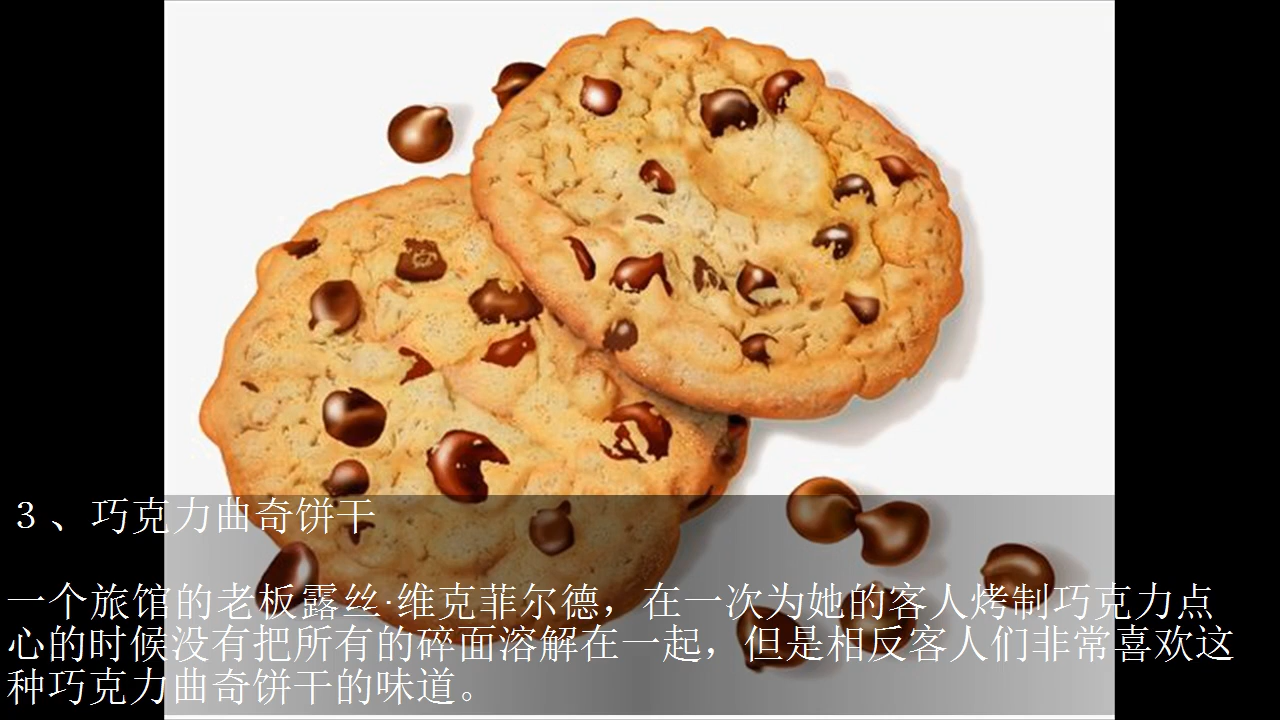 ３、巧克力曲奇饼干
一个旅馆的老板露丝·维克菲尔德，在一次为她的客人烤制巧克力点
心的时候没有把所有的碎面溶解在一起，但是相反客人们非常喜欢这
种巧克力曲奇饼干的味道。